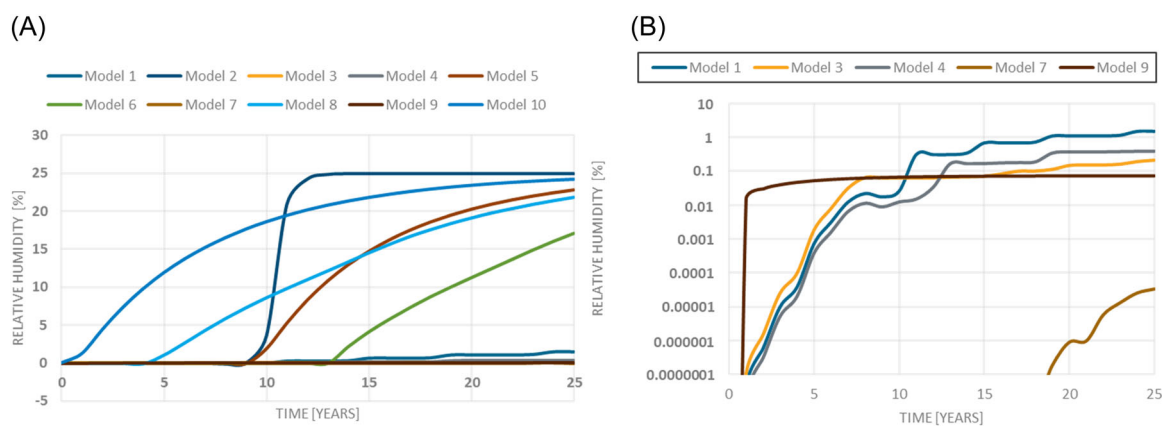 (A)
Model 1 Model 2 Model 3 Model 4 Model 5
Model 6 Model 7 Model 8 Model 9 Model 10
RELATIVE HUMIDITY [%]
30
25
20
15
10
5
0
-5
0 5 10 15 20 25
TIME [YEARS]
(B)
Model 1 Model 3 Model 4 Model 7 Model 9
RELATIVE HUMIDITY [%]
10
1
0.1
0.01
0.001
0.0001
0.00001
0.000001
0.0000001
0 5 10 15 20 25
TIME [YEARS]